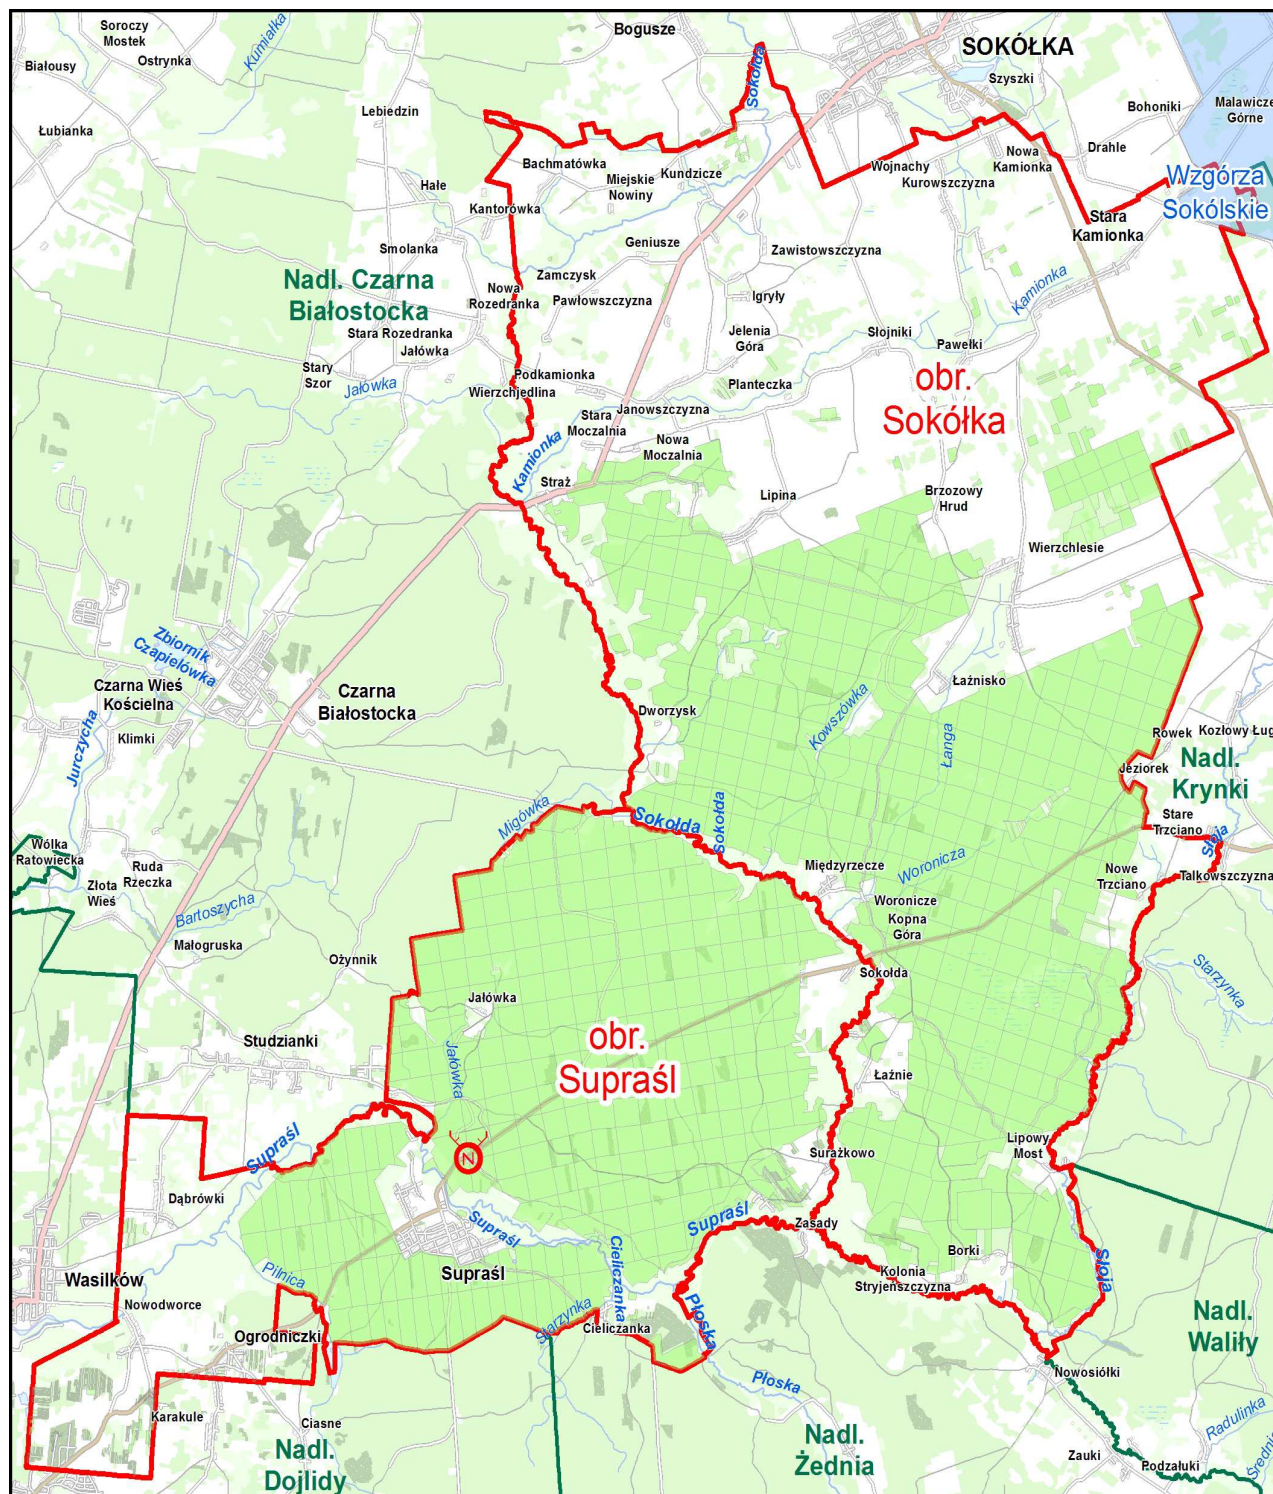 Soroczy
Mostek
Kumiałka
Bogusze
SOKÓŁKA
Białousy
Ostrynka
Szyszki
Sokołda
Lebiedzin
Bohoniki
Malawicze
Górne
Łubianka
Drahle
Nowa
Kamionka
Bachmatówka
Kundzicze
Wojnachy
Miejskie
Nowiny
Kurowszczyzna
Wzgórza
Sokólskie
Hałe
Kantorówka
Stara
Kamionka
Smolanka
Geniusze
Zawistowszczyzna
Nadl. Czarna
Białostocka
Zamczysk
Kamionka
Nowa
Rozedranka
Pawłowszczyzna
Igryły
Stara Rozedranka
Jelenia
Góra
Słojniki
Pawełki
Jałówka
Stary
Szor
Jałówka
Podkamionka
Planteczka
obr.
Sokółka
Wierzchjedlina
Janowszczyzna
Stara
Moczalnia
Nowa
Moczalnia
Kamionka
Straż
Lipina
Brzozowy
Hrud
Wierzchlesie
Zbiornik
Czapielówka
Czarna Wieś
Kościelna
Czarna
Białostocka
Łaźnisko
Dworzysk
Kowszówka
Łanga
Jurczycha
Klimki
Rówek
Kozłowy Ług
Jeziorek
Nadl.
Krynki
Migówka
Sokołda
Sokołda
Stare
Trzciano
Słoja
Wólka
Ratowiecka
Ruda
Rzeczka
Międzyrzecze
Woronicza
Nowe
Trzciano
Talkowszczyzna
Złota
Wieś
Bartoszycha
Woronicze
Kopna
Góra
Małogruska
Ożynnik
Sokołda
Starzynka
Jałówka
obr.
Supraśl
Studzianki
Jałówka
Łaźnie
Supraśl
N
Lipowy
Most
Surażkowo
Dąbrówki
Supraśl
Supraśl
Zasady
Cieliczanka
Borki
Pilnica
Supraśl
Kolonia
Stryjeńszczyzna
Słoja
Wasilków
Nowodworce
Płoska
Starzynka
Cieliczanka
Ogrodniczki
Nadl.
Waliły
Nowosiółki
Płoska
Karakule
Ciasne
Radulinka
Nadl.
Dojlidy
Nadl.
Żednia
Zauki
Podzałuki